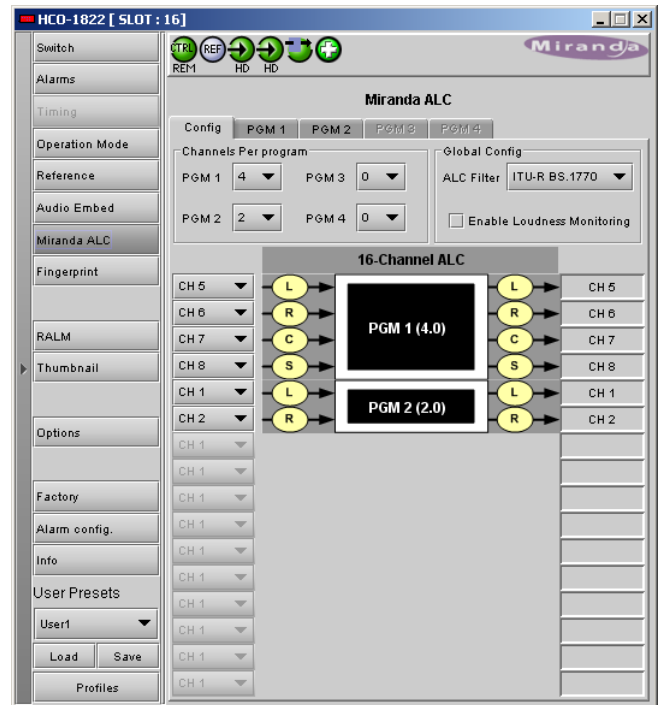 HCO-1822 [ SLOT : 16]
Switch
Alarms
Timing
Operation Mode
Reference
Audio Embed
Miranda ALC
Fingerprint
RALM
Thumbnail
Options
Factory
Alarm config.
Info
User Presets
User1
Load Save
Profiles
CTRL REF
REM HD HD
Miranda
Miranda ALC
Config PGM 1 PGM 2 PGM 3 PGM 4
Channels Per program
PGM 1 4 PGM 3 0
PGM 2 2 PGM 4 0
Global Config
ALC Filter ITU-R BS.1770
Enable Loudness Monitoring
16-Channel ALC
CH 5 L L CH 5
CH 6 R R CH 6
PGM 1 (4.0)
CH 7 C C CH 7
CH 8 S S CH 8
CH 1 L L CH 1
PGM 2 (2.0)
CH 2 R R CH 2
CH 1
CH 1
CH 1
CH 1
CH 1
CH 1
CH 1
CH 1
CH 1
CH 1